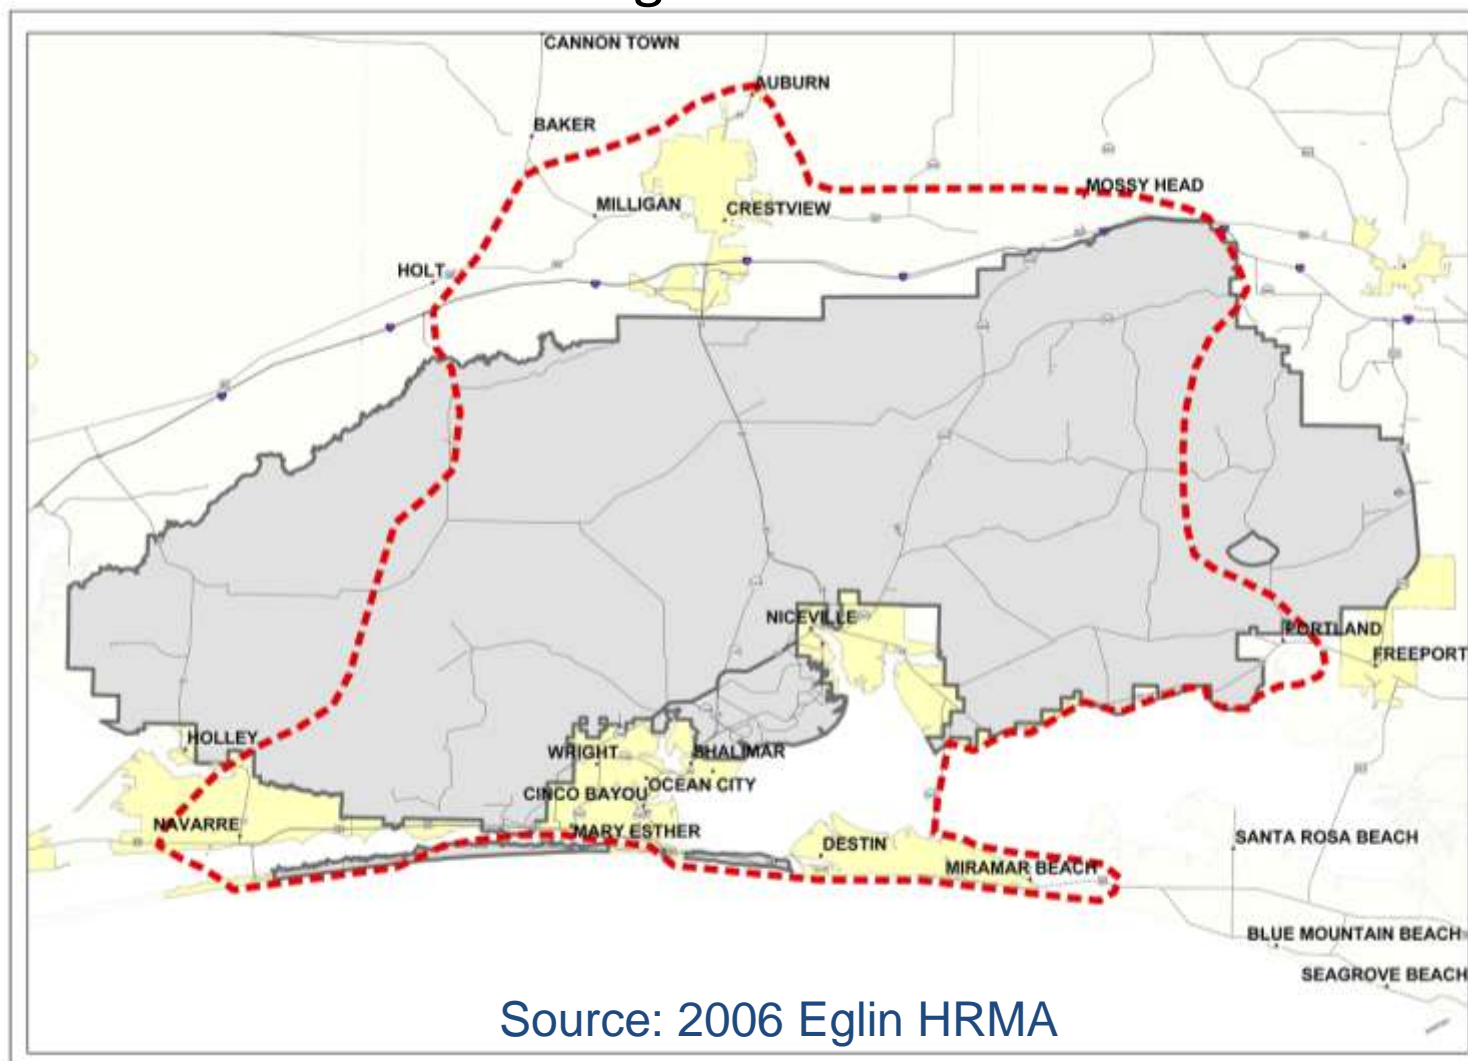 CANNON TOWN
AUBURN
BAKER
MOSSY HEAD
MILLIGAN
CRESTVIEW
HOLT
NICEVILLE
PORTLAND
FREEPORT
HOLLEY
WRIGHT
SHALIMAR
OCEAN CITY
CINCO BAYOU
NAVARRE
MARY ESTHER
DESTIN
SANTA ROSA BEACH
MIRAMAR BEACH
BLUE MOUNTAIN BEACH
SEAGROVE BEACH
Source: 2006 Eglin HRMA